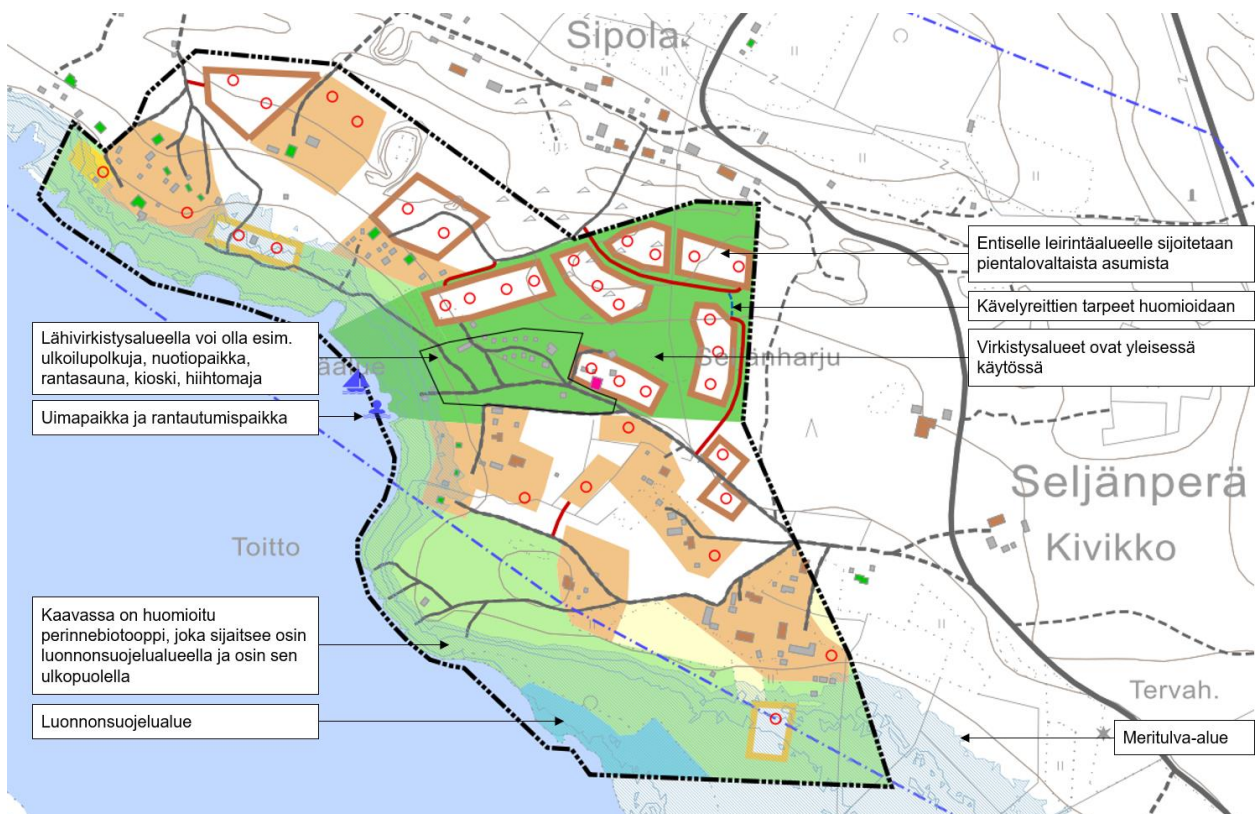 Sipola.
Entiselle leirintäalueelle sijoitetaan
pientalovaltaista asumista
Kävelyreittien tarpeet huomioidaan
Virkistysalueet ovat yleisessä
käytössä
Lähivirkistysalueella voi olla esim.
ulkoilupolkuja, nuotiopaikka,
rantasauna, kioski, hiihtomaja
Uimapaikka ja rantautumispaikka
Seljänharju
Seljänperä
Kivikko
Toitto
Kaavassa on huomioitu
perinnebiotooppi, joka sijaitsee osin
luonnonsuojelualueella ja osin sen
ulkopuolella
Luonnonsuojelualue
Tervah.
Meritulva-alue